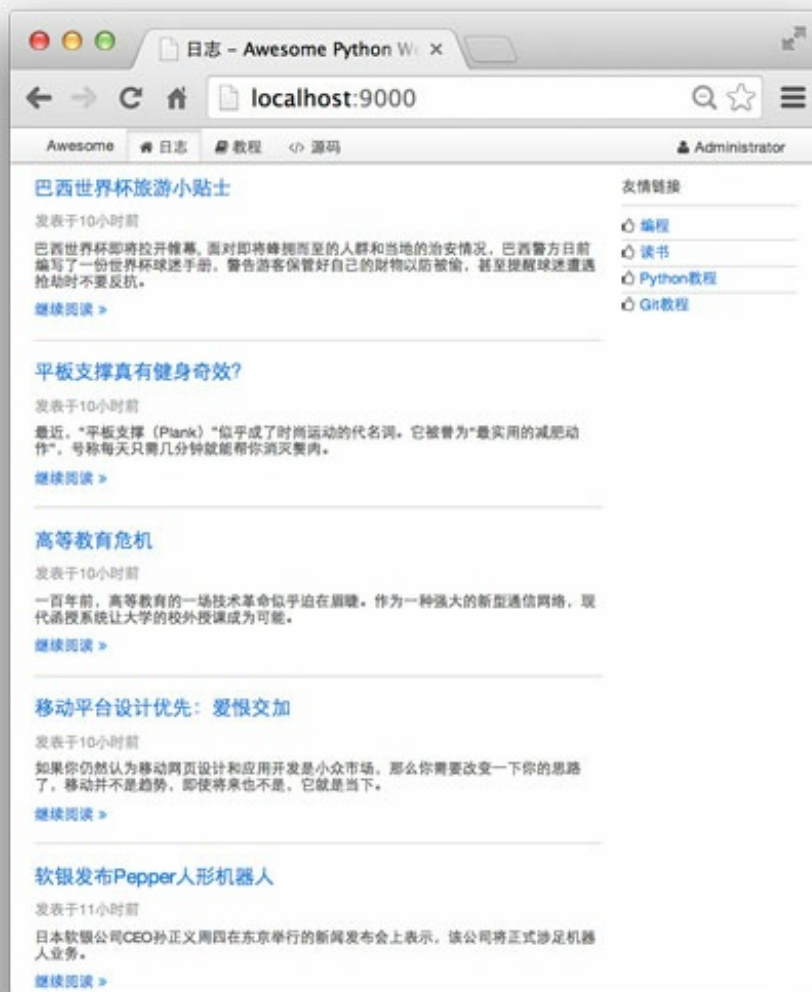 日志 - Awesome Python W
localhost:9000
Awesome 日志 教程 源码 Administrator
巴西世界杯旅游小贴士
发表于10小时前
巴西世界杯即将拉开帷幕，面对即将蜂拥而至的人群和当地的治安情况，巴西警方日前
编写了一份世界杯球迷手册，警告游客保管好自己的财物以防被偷，甚至提醒球迷遭遇
抢劫时不要反抗。
继续阅读 »
平板支撑真有健身奇效?
发表于10小时前
最近，"平板支撑（Plank）"似乎成了时尚运动的代名词。它被誉为"最实用的减肥动
作"，号称每天只需几分钟就能帮你消灭赘肉。
继续阅读 »
高等教育危机
发表于10小时前
一百年前，高等教育的一场技术革命似乎迫在眉睫。作为一种强大的新型通信网络，现
代函授系统让大学的校外授课成为可能。
继续阅读 »
移动平台设计优先：爱恨交加
发表于10小时前
如果你仍然认为移动网页设计和应用开发是小众市场，那么你需要改变一下你的思路
了，移动并不是趋势，即使将来也不是，它就是当下。
继续阅读 »
软银发布Pepper人形机器人
发表于11小时前
日本软银公司CEO孙正义周四在东京举行的新闻发布会上表示，该公司将正式涉足机器
人业务。
继续阅读 »
友情链接
编程
读书
Python教程
Git教程